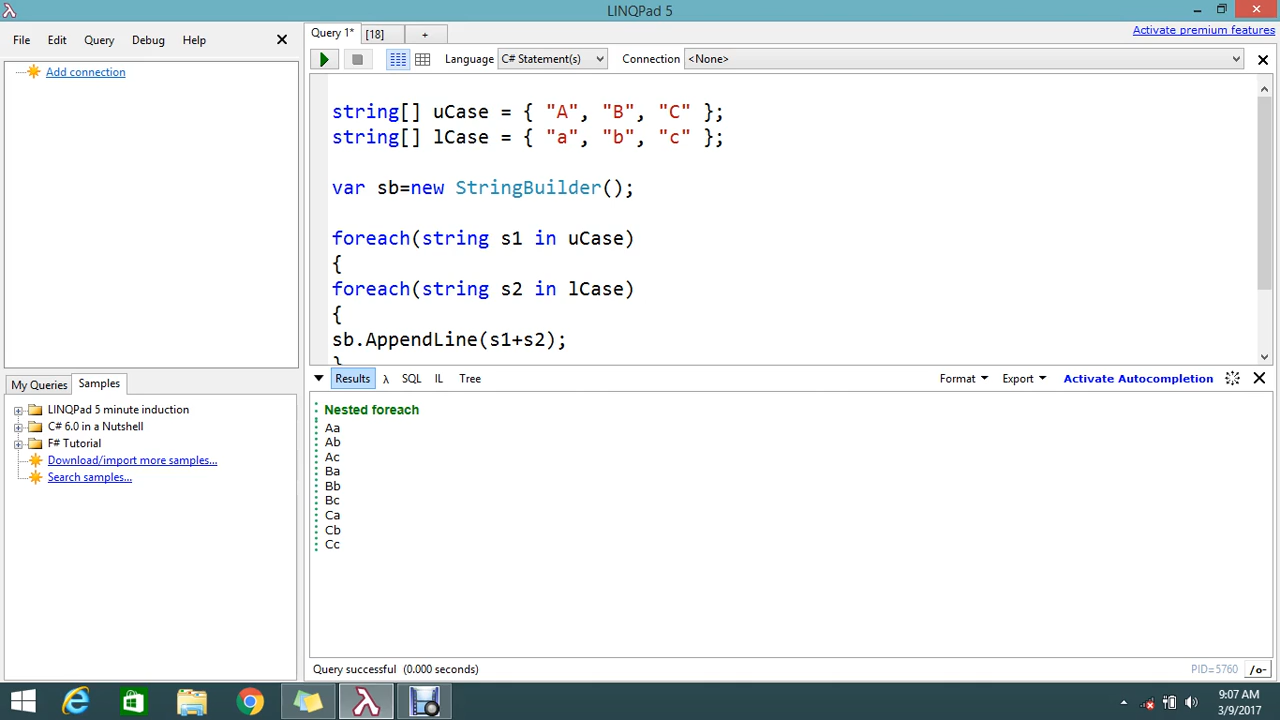 LINQPad 5
File Edit Query Debug Help
Query 1* [18] +
Activate premium features
Language C# Statement(s) Connection <None>
Add connection
string[] uCase = { "A", "B", "C" };
string[] lCase = { "a", "b", "c" };
var sb=new StringBuilder();
foreach(string s1 in uCase)
{
foreach(string s2 in lCase)
{
sb.AppendLine(s1+s2);
}
My Queries Samples
LINQPad 5 minute induction
C# 6.0 in a Nutshell
F# Tutorial
Download/import more samples...
Search samples...
Results λ SQL IL Tree
Format Export Activate Autocompletion
Nested foreach
Aa
Ab
Ac
Ba
Bb
Bc
Ca
Cb
Cc
Query successful (0.000 seconds)
PID=5760 /o-
9:07 AM
3/9/2017